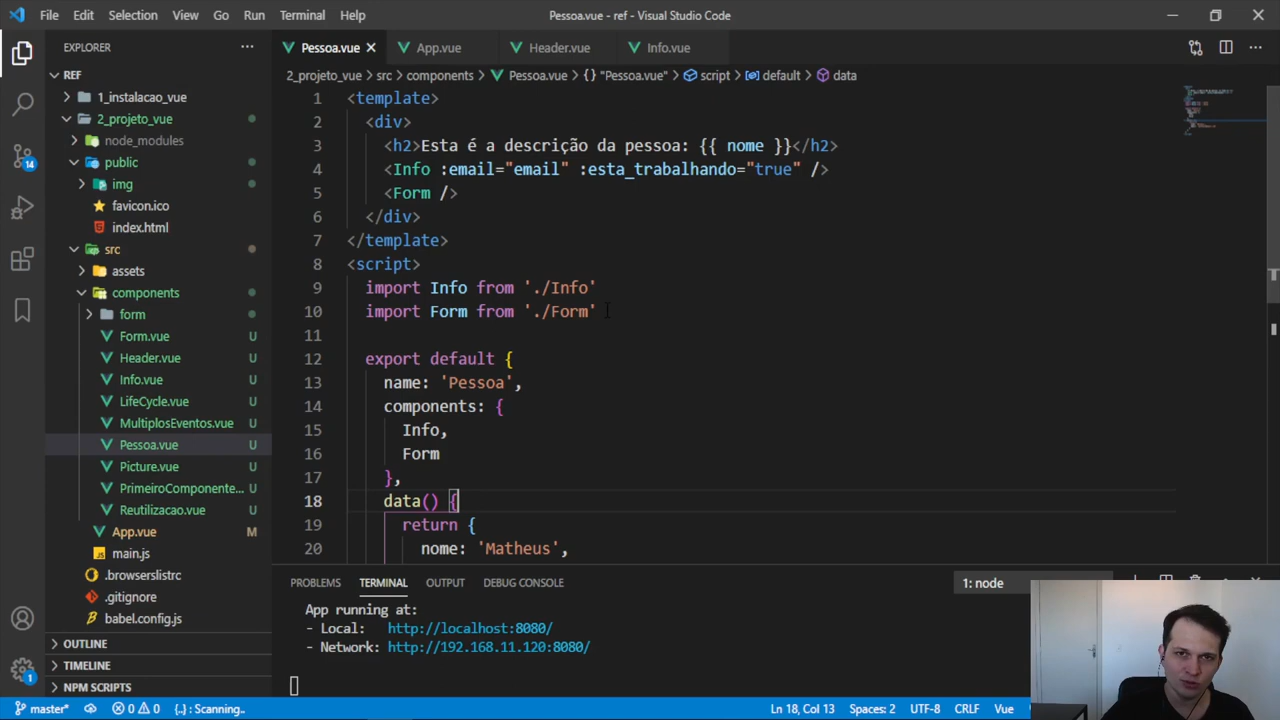 File Edit Selection View Go Run Terminal Help Pessoa.vue - ref - Visual Studio Code
EXPLORER
REF
1_instalacao_vue
2_projeto_vue
node_modules
public
img
favicon.ico
index.html
src
assets
components
form
Form.vue U
Header.vue U
Info.vue U
LifeCycle.vue U
MultiplosEventos.vue U
Pessoa.vue U
Picture.vue U
PrimeiroComponente... U
Reutilizacao.vue U
App.vue M
main.js
.browserslistrc
.gitignore
babel.config.js
OUTLINE
TIMELINE
NPM SCRIPTS
14
1
Pessoa.vue App.vue Header.vue Info.vue
2_projeto_vue > src > components > Pessoa.vue > {} "Pessoa.vue" > script > default > data
1 <template>
2 <div>
3 <h2>Esta é a descrição da pessoa: {{ nome }}</h2>
4 <Info :email="email" :esta_trabalhando="true" />
5 <Form />
6 </div>
7 </template>
8 <script>
9 import Info from './Info'
10 import Form from './Form'
11
12 export default {
13 name: 'Pessoa',
14 components: {
15 Info,
16 Form
17 },
18 data() {
19 return {
20 nome: 'Matheus',
PROBLEMS TERMINAL OUTPUT DEBUG CONSOLE 1: node
App running at:
- Local: http://localhost:8080/
- Network: http://192.168.11.120:8080/
master* 0 0 {..} : Scanning.. Ln 18, Col 13 Spaces: 2 UTF-8 CRLF Vue